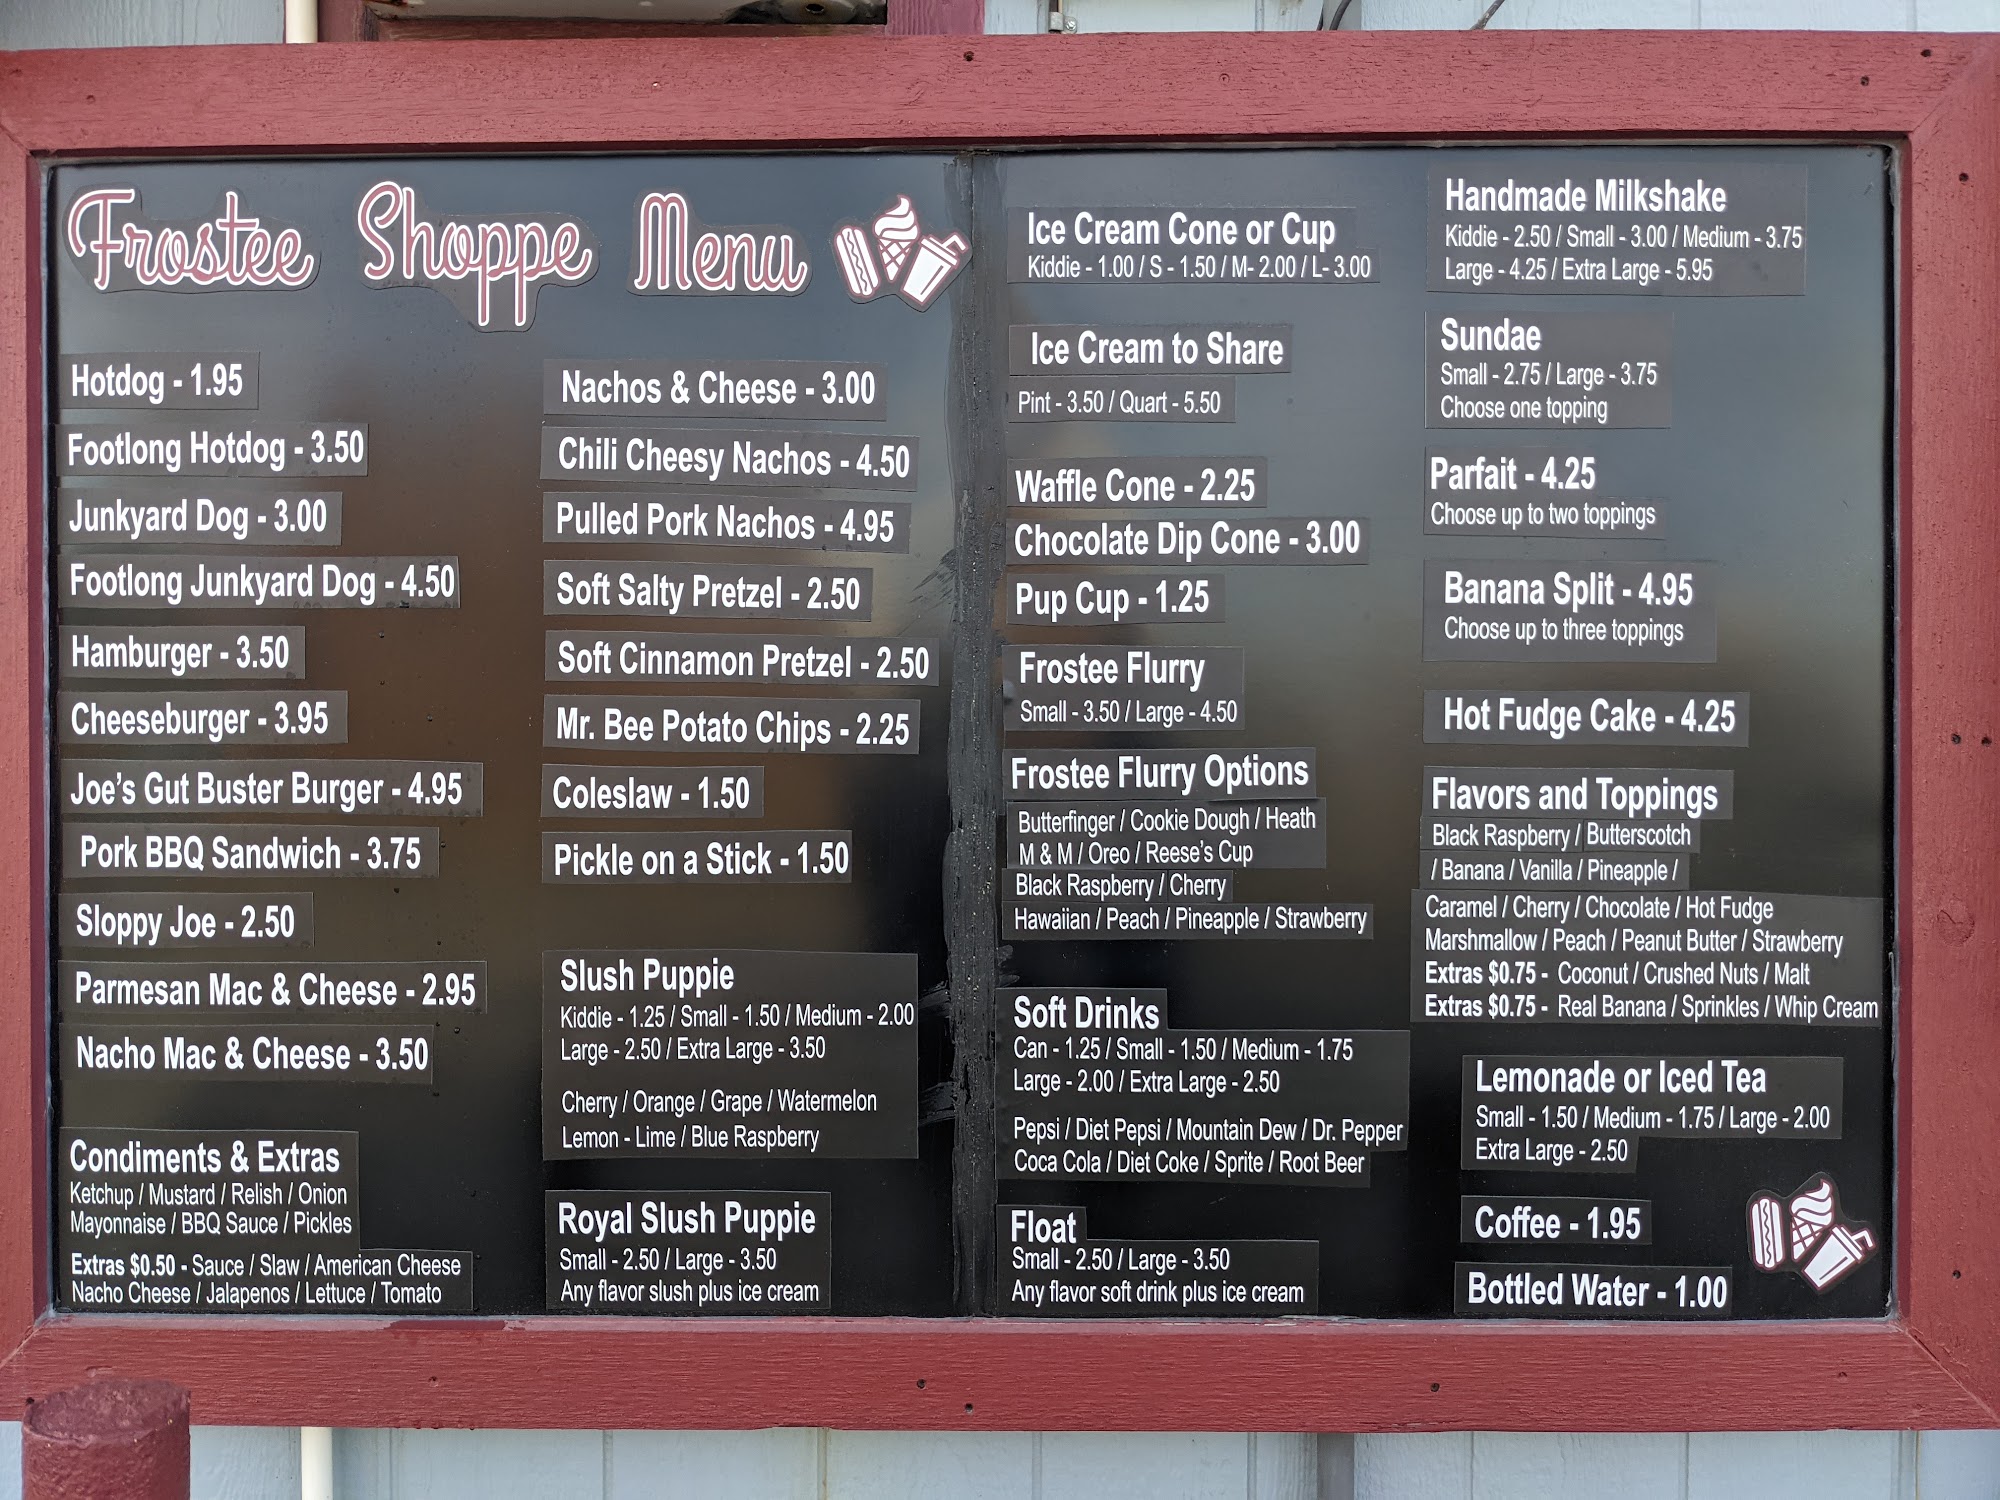 Frostee Shoppe Menu
Hotdog - 1.95
Footlong Hotdog - 3.50
Junkyard Dog - 3.00
Footlong Junkyard Dog - 4.50
Hamburger - 3.50
Cheeseburger - 3.95
Joe's Gut Buster Burger - 4.95
Pork BBQ Sandwich - 3.75
Sloppy Joe - 2.50
Parmesan Mac & Cheese - 2.95
Nacho Mac & Cheese - 3.50
Condiments & Extras
Ketchup / Mustard / Relish / Onion
Mayonnaise / BBQ Sauce / Pickles
Extras $0.50 - Sauce / Slaw / American Cheese
Nacho Cheese / Jalapenos / Lettuce / Tomato
Nachos & Cheese - 3.00
Chili Cheesy Nachos - 4.50
Pulled Pork Nachos - 4.95
Soft Salty Pretzel - 2.50
Soft Cinnamon Pretzel - 2.50
Mr. Bee Potato Chips - 2.25
Coleslaw - 1.50
Pickle on a Stick - 1.50
Slush Puppie
Kiddie - 1.25 / Small - 1.50 / Medium - 2.00
Large - 2.50 / Extra Large - 3.50
Cherry / Orange / Grape / Watermelon
Lemon - Lime / Blue Raspberry
Royal Slush Puppie
Small - 2.50 / Large - 3.50
Any flavor slush plus ice cream
Ice Cream Cone or Cup
Kiddie - 1.00 / S - 1.50 / M- 2.00 / L- 3.00
Ice Cream to Share
Pint - 3.50 / Quart - 5.50
Waffle Cone - 2.25
Chocolate Dip Cone - 3.00
Pup Cup - 1.25
Frostee Flurry
Small - 3.50 / Large - 4.50
Frostee Flurry Options
Butterfinger / Cookie Dough / Heath
M & M / Oreo / Reese's Cup
Black Raspberry / Cherry
Hawaiian / Peach / Pineapple / Strawberry
Soft Drinks
Can - 1.25 / Small - 1.50 / Medium - 1.75
Large - 2.00 / Extra Large - 2.50
Pepsi / Diet Pepsi / Mountain Dew / Dr. Pepper
Coca Cola / Diet Coke / Sprite / Root Beer
Float
Small - 2.50 / Large - 3.50
Any flavor soft drink plus ice cream
Handmade Milkshake
Kiddie - 2.50 / Small - 3.00 / Medium - 3.75
Large - 4.25 / Extra Large - 5.95
Sundae
Small - 2.75 / Large - 3.75
Choose one topping
Parfait - 4.25
Choose up to two toppings
Banana Split - 4.95
Choose up to three toppings
Hot Fudge Cake - 4.25
Flavors and Toppings
Black Raspberry / Butterscotch
/ Banana / Vanilla / Pineapple /
Caramel / Cherry / Chocolate / Hot Fudge
Marshmallow / Peach / Peanut Butter / Strawberry
Extras $0.75 - Coconut / Crushed Nuts / Malt
Extras $0.75 - Real Banana / Sprinkles / Whip Cream
Lemonade or Iced Tea
Small - 1.50 / Medium - 1.75 / Large - 2.00
Extra Large - 2.50
Coffee - 1.95
Bottled Water - 1.00